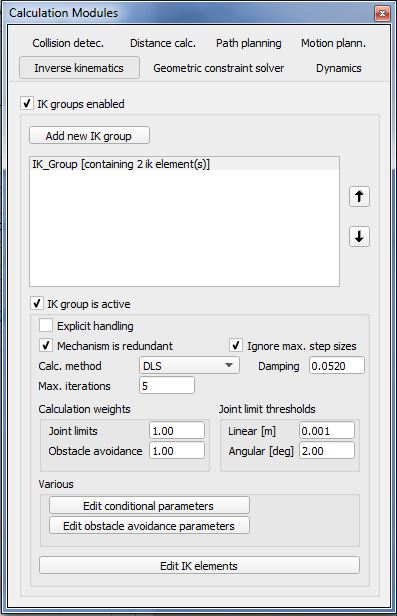 Calculation Modules
Collision detec. Distance calc. Path planning Motion plann.
Inverse kinematics Geometric constraint solver Dynamics
IK groups enabled
Add new IK group
IK_Group [containing 2 ik element(s)]
IK group is active
Explicit handling
Mechanism is redundant Ignore max. step sizes
Calc. method DLS Damping 0.0520
Max. iterations 5
Calculation weights Joint limit thresholds
Joint limits 1.00 Linear [m] 0.001
Obstacle avoidance 1.00 Angular [deg] 2.00
Various
Edit conditional parameters
Edit obstacle avoidance parameters
Edit IK elements